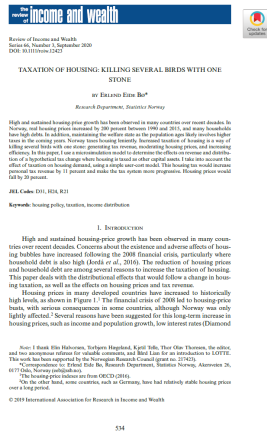 the review of income and wealth
Check for updates
Review of Income and Wealth
Series 66, Number 3, September 2020
DOI: 10.1111/roiw.12423
TAXATION OF HOUSING: KILLING SEVERAL BIRDS WITH ONE
STONE
BY ERLEND EIDE BØ*
Research Department, Statistics Norway
High and sustained housing-price growth has been observed in many countries over recent decades. In
Norway, real housing prices increased by 200 percent between 1990 and 2015, and many households
have high debts. In addition, maintaining the welfare state as the population ages likely involves higher
taxes in the coming years. Norway taxes housing leniently. Increased taxation of housing is a way of
killing several birds with one stone: generating tax revenue, moderating housing prices, and increasing
efficiency. In this paper, I use a microsimulation model to determine the effects on revenue and distribu-
tion of a hypothetical tax change where housing is taxed as other capital assets. I take into account the
effect of taxation on housing demand, using a simple user-cost model. This housing tax would increase
personal tax revenue by 11 percent and make the tax system more progressive. Housing prices would
fall by 20 percent.
JEL Codes: D31, H24, R21
Keywords: housing policy, taxation, income distribution
1. INTRODUCTION
High and sustained housing-price growth has been observed in many coun-
tries over recent decades. Concerns about the existence and adverse effects of hous-
ing bubbles have increased following the 2008 financial crisis, particularly where
household debt is also high (Jordà et al., 2016). The reduction of housing prices
and household debt are among several reasons to increase the taxation of housing.
This paper deals with the distributional effects that would follow a change in hous-
ing taxation, as well as the effects on housing prices and tax revenue.
Housing prices in many developed countries have increased to historically
high levels, as shown in Figure 1.¹ The financial crisis of 2008 led to housing-price
busts, with serious consequences in some countries, although Norway was only
lightly affected.² Several reasons have been suggested for this long-term increase in
housing prices, such as income and population growth, low interest rates (Diamond
Note: I thank Elin Halvorsen, Torbjørn Hægeland, Kjetil Telle, Thor Olav Thoresen, the editor,
and two anonymous referees for valuable comments, and Bård Lian for an introduction to LOTTE.
This work has been supported by the Norwegian Research Council (grant no. 217423).
*Correspondence to: Erlend Eide Bø, Research Department, Statistics Norway, Akersveien 26,
0177 Oslo, Norway (eeb@ssb.no).
¹The housing-price indexes are from OECD (2016).
²On the other hand, some countries, such as Germany, have had relatively stable housing prices
over a long period.
© 2019 International Association for Research in Income and Wealth
534